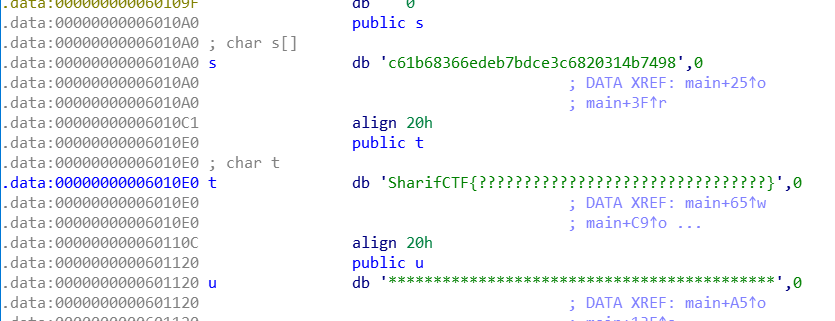 .data:000000000060109F db 0
.data:00000000006010A0 public s
.data:00000000006010A0 ; char s[]
.data:00000000006010A0 s db 'c61b68366edeb7bdce3c6820314b7498',0
.data:00000000006010A0 ; DATA XREF: main+25↑o
.data:00000000006010A0 ; main+3F↑r
.data:00000000006010C1 align 20h
.data:00000000006010E0 public t
.data:00000000006010E0 ; char t
.data:00000000006010E0 t db 'SharifCTF{????????????????????????????????}',0
.data:00000000006010E0 ; DATA XREF: main+65↑w
.data:00000000006010E0 ; main+C9↑o ...
.data:000000000060110C align 20h
.data:0000000000601120 public u
.data:0000000000601120 u db '*******************************************',0
.data:0000000000601120 ; DATA XREF: main+A5↑o